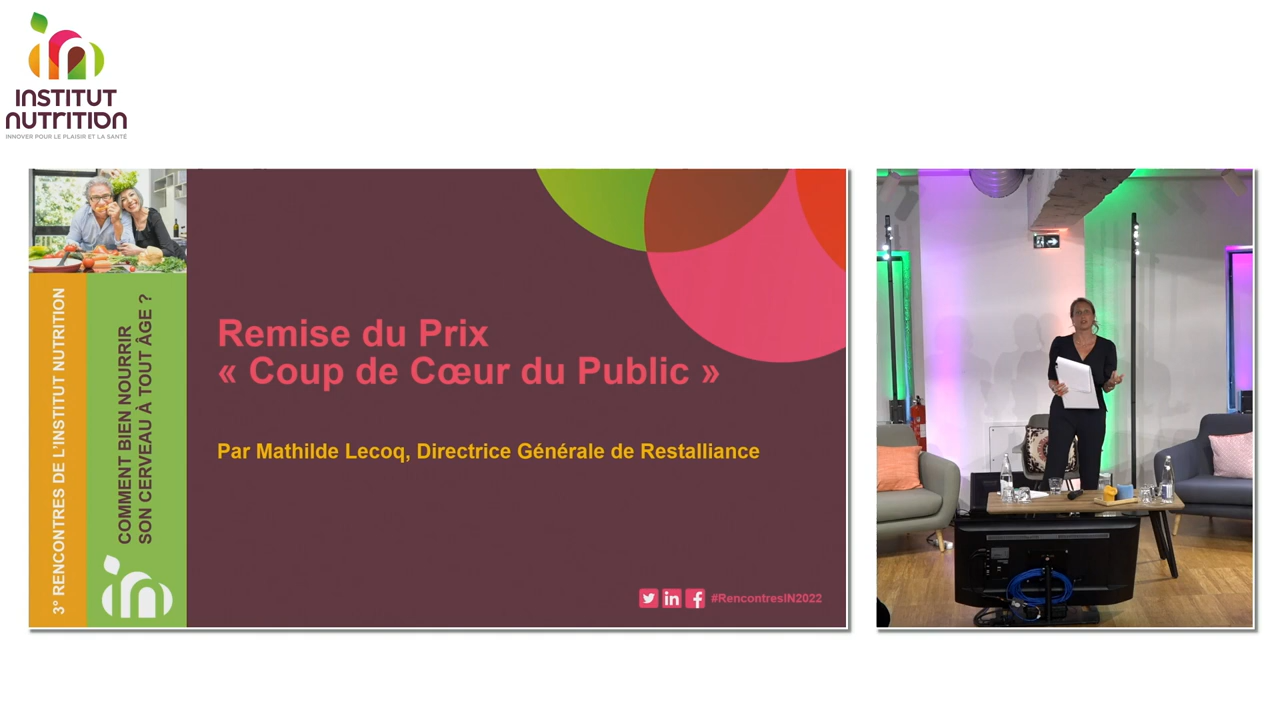 INSTITUT
NUTRITION
INNOVER POUR LE PLAISIR ET LA SANTÉ
3° RENCONTRES DE L'INSTITUT NUTRITION
COMMENT BIEN NOURRIR
SON CERVEAU À TOUT ÂGE ?
Remise du Prix
« Coup de Cœur du Public »
Par Mathilde Lecoq, Directrice Générale de Restalliance
#RencontresIN2022